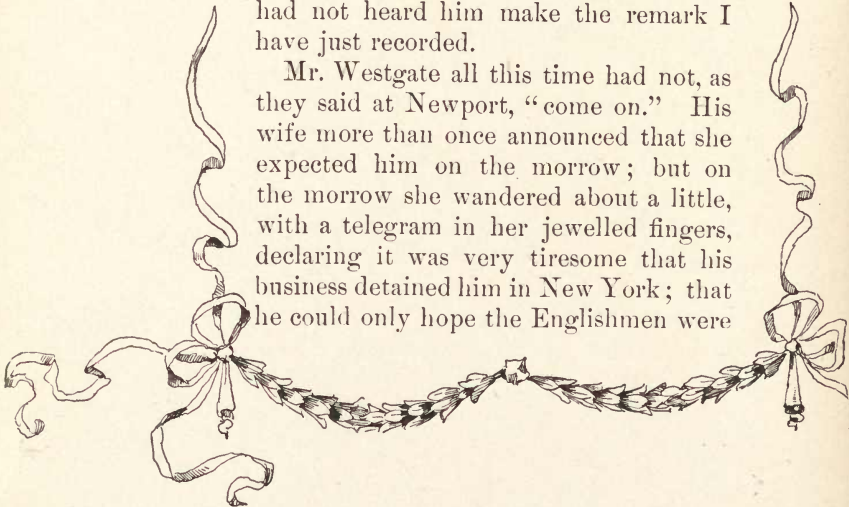 had not heard him make the remark I
have just recorded.
Mr. Westgate all this time had not, as
they said at Newport, “come on.” His
wife more than once announced that she
expected him on the morrow; but on
the morrow she wandered about a little,
with a telegram in her jewelled fingers,
declaring it was very tiresome that his
business detained him in New York; that
he could only hope the Englishmen were